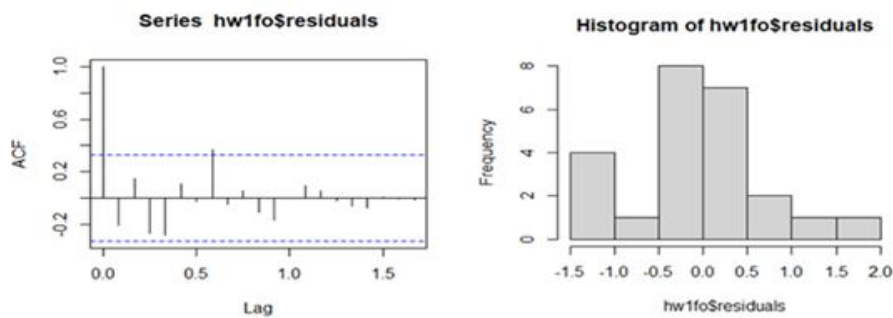 Series hw1fo$residuals
ACF
1.0
0.6
0.2
-0.2
0.0 0.5 1.0 1.5
Lag
Histogram of hw1fo$residuals
Frequency
8
6
4
2
0
-1.5 -1.0 -0.5 0.0 0.5 1.0 1.5 2.0
hw1fo$residuals